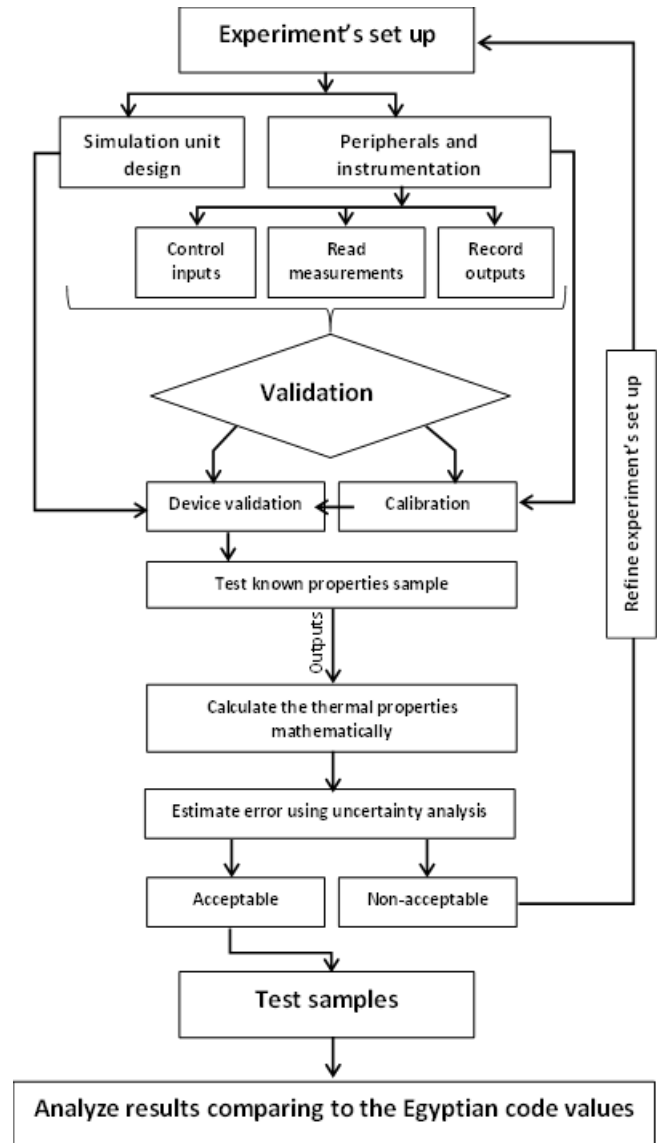 Experiment's set up
Simulation unit
design
Peripherals and
instrumentation
Control
inputs
Read
measurements
Record
outputs
Validation
Device validation
Calibration
Test known properties sample
Outputs
Calculate the thermal properties
mathematically
Estimate error using uncertainty analysis
Acceptable
Non-acceptable
Refine experiment's set up
Test samples
Analyze results comparing to the Egyptian code values